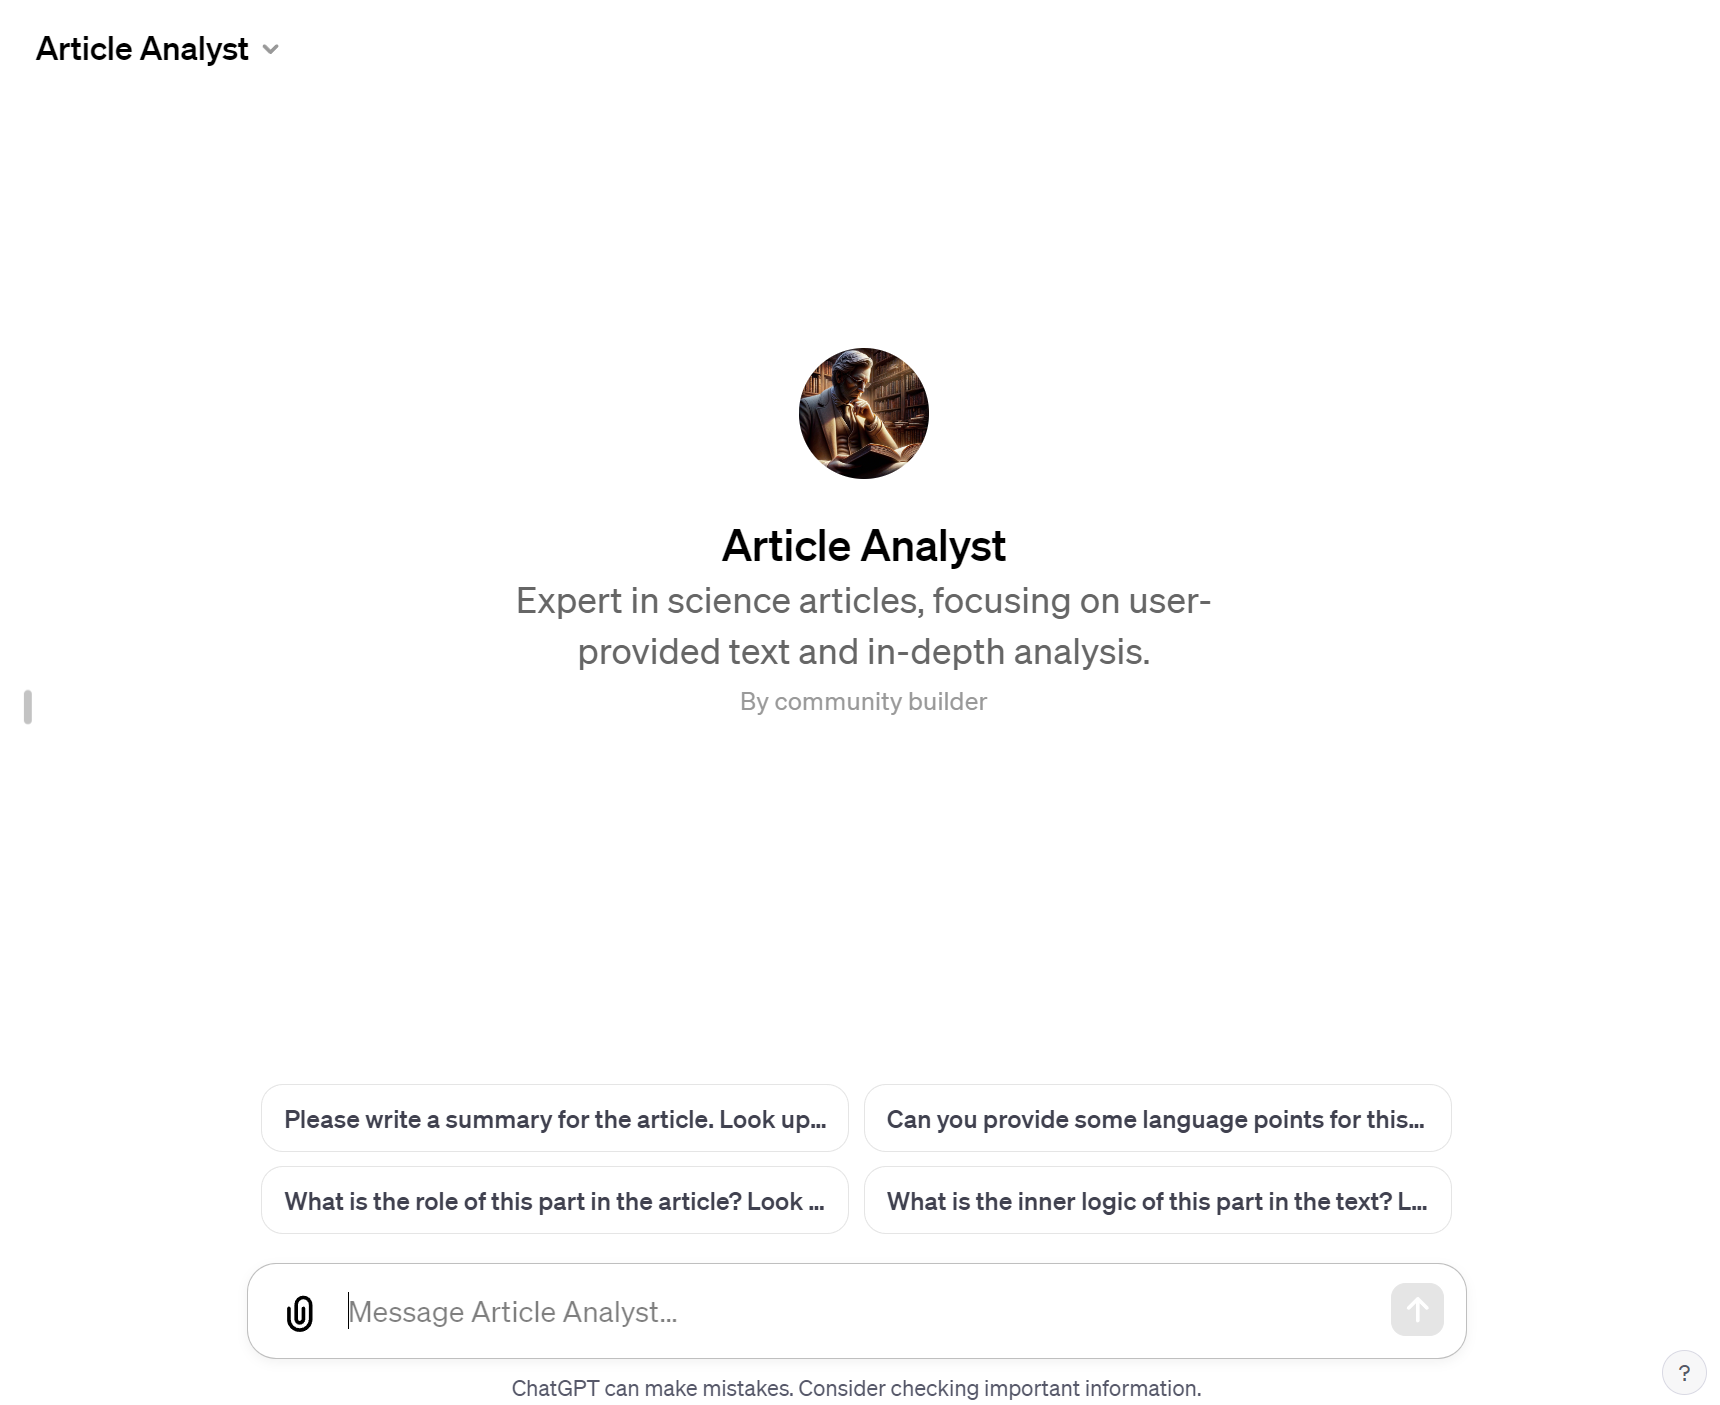 Article Analyst
Article Analyst
Expert in science articles, focusing on user-
provided text and in-depth analysis.
By community builder
Please write a summary for the article. Look up...
Can you provide some language points for this...
What is the role of this part in the article? Look ...
What is the inner logic of this part in the text? L...
Message Article Analyst...
ChatGPT can make mistakes. Consider checking important information.
?